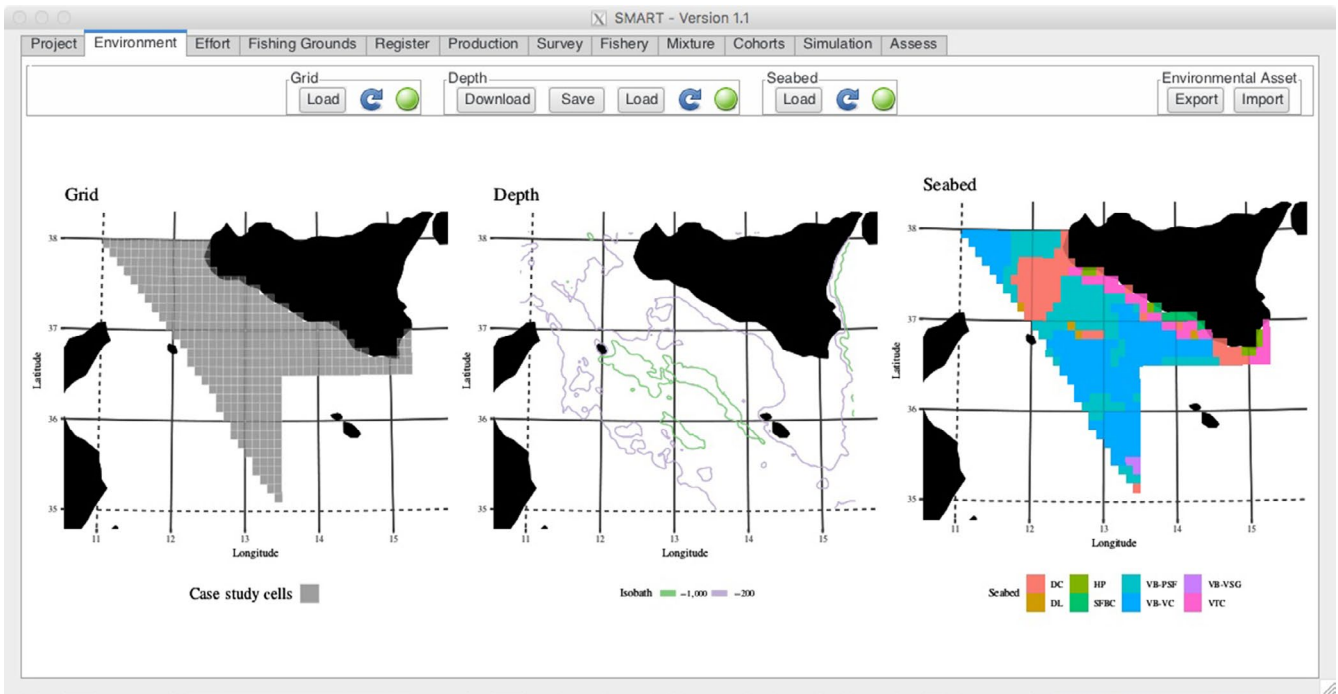 SMART - Version 1.1
Project Environment Effort Fishing Grounds Register Production Survey Fishery Mixture Cohorts Simulation Assess
Grid Depth Seabed Environmental Asset
Load Download Save Load Load Export Import
Grid
38
37
36
35
Latitude
11 12 13 14 15
Longitude
Case study cells
Depth
38
37
36
35
Latitude
11 12 13 14 15
Longitude
Isobath -1,000 -200
Seabed
38
37
36
35
Latitude
11 12 13 14 15
Longitude
Seabed DC HP VB-PSF VB-VSG
DL SFBC VB-VC VTC